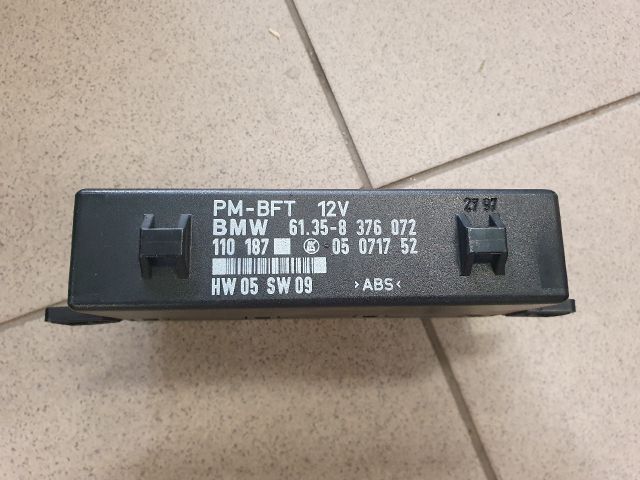 PM-BFT 12V
27 97
BMW 61.35-8 376 072
110 187 05 0717 52
HW 05 SW 09 >ABS<